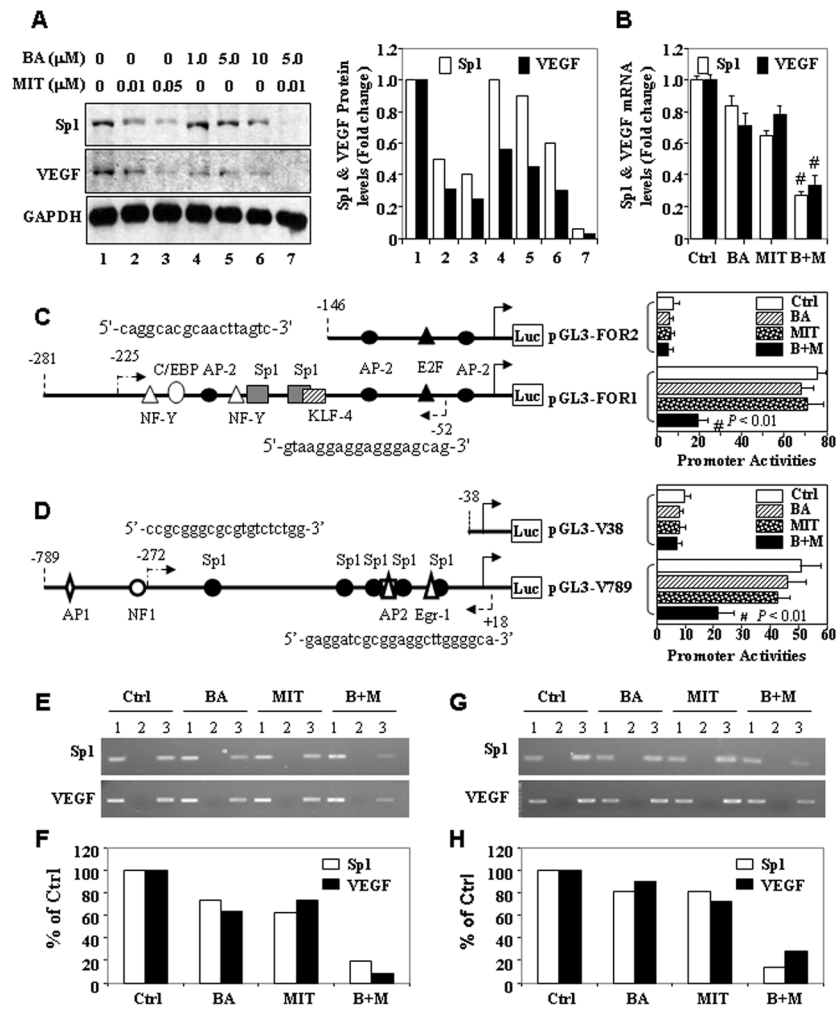 A
BA (μM) 0 0 0 1.0 5.0 10 5.0
MIT (μM) 0 0.01 0.05 0 0 0 0.01
Sp1
VEGF
GAPDH
1 2 3 4 5 6 7
Sp1 & VEGF Protein
levels (Fold change)
1.2
1.0
0.8
0.6
0.4
0.2
0
Sp1 VEGF
1 2 3 4 5 6 7
B
Sp1 & VEGF mRNA
levels (Fold change)
1.2
1.0
0.8
0.6
0.4
0.2
0
Sp1 VEGF
# #
Ctrl BA MIT B+M
C
5'-caggcacgcaacttagtc-3'
-146
Luc pGL3-FOR2
-281
-225
C/EBP AP-2 Sp1 Sp1 AP-2 E2F AP-2
Luc pGL3-FOR1
NF-Y NF-Y KLF-4
-52
5'-gtaaggaggagggagcag-3'
Ctrl
BA
MIT
B+M
# P < 0.01
0 20 40 60 80
Promoter Activities
D
5'-ccgcgggcgcgtgtctctgg-3'
-38
Luc pGL3-V38
-789
-272
Sp1 Sp1 Sp1 Sp1
Luc pGL3-V789
AP1 NF1 AP2 Egr-1
+18
5'-gaggatcgcggaggcttggggca-3'
Ctrl
BA
MIT
B+M
# P < 0.01
0 10 20 30 40 50 60
Promoter Activities
E
Ctrl BA MIT B+M
1 2 3 1 2 3 1 2 3 1 2 3
Sp1
VEGF
G
Ctrl BA MIT B+M
1 2 3 1 2 3 1 2 3 1 2 3
Sp1
VEGF
F
% of Ctrl
120
100
80
60
40
20
0
Sp1
VEGF
Ctrl BA MIT B+M
H
% of Ctrl
120
100
80
60
40
20
0
Sp1
VEGF
Ctrl BA MIT B+M